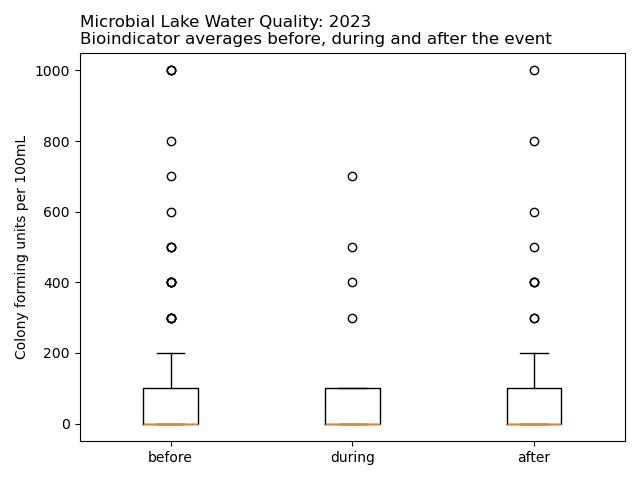 Microbial Lake Water Quality: 2023
Bioindicator averages before, during and after the event
Colony forming units per 100mL
1000
800
600
400
200
0
before during after